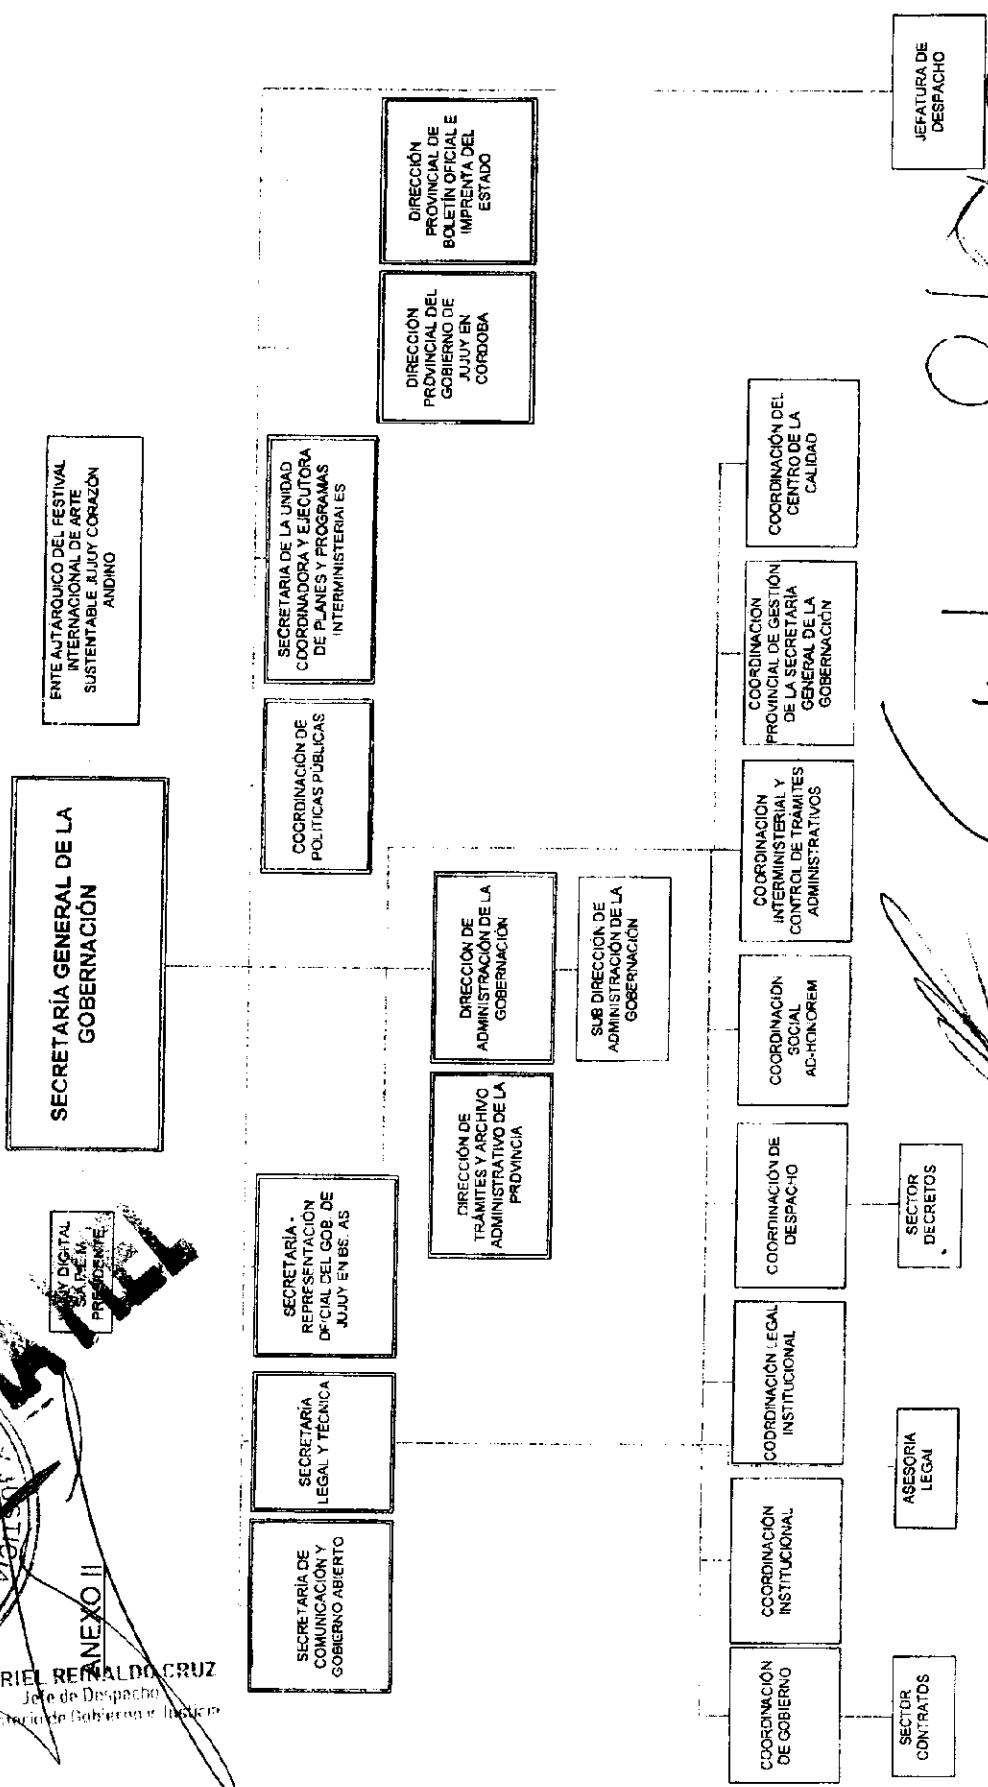 ANEXO II
RIEL REINALDO CRUZ
Jefe de Despacho
SECRETARÍA GENERAL DE LA
GOBERNACIÓN
DIGITAL
PRESIDENTE
ENTE AUTARQUICO DEL FESTIVAL
INTERNACIONAL DE ARTE
SUSTENTABLE JUJUY CORAZÓN
ANDINO
SECRETARIA DE
COMUNICACIÓN Y
GOBIERNO ABIERTO
SECRETARÍA
LEGAL Y TÉCNICA
SECRETARÍA -
REPRESENTACIÓN
OFICIAL DEL GOB. DE
JUJUY EN BS. AS
COORDINACIÓN DE
POLITICAS PÚBLICAS
SECRETARIA DE LA UNIDAD
COORDINADORA Y EJECUTORA
DE PLANES Y PROGRAMAS
INTERMINISTERIALES
DIRECCIÓN
PROVINCIAL DEL
GOBIERNO DE
JUJUY EN
CÓRDOBA
DIRECCIÓN
PROVINCIAL DE
BOLETÍN OFICIAL E
IMPRENTA DEL
ESTADO
DIRECCIÓN DE
TRÁMITES Y ARCHIVO
ADMINISTRATIVO DE LA
PROVINCIA
DIRECCIÓN DE
ADMINISTRACIÓN DE LA
GOBERNACIÓN
SUB DIRECCION DE
ADMINISTRACIÓN DE LA
GOBERNACIÓN
COORDINACIÓN
DE GOBIERNO
COORDINACIÓN
INSTITUCIONAL
COORDINACIÓN LEGAL
INSTITUCIONAL
COORDINACIÓN DE
DESPACHO
COORDINACIÓN
SOCIAL
AD-HONOREM
COORDINACIÓN
INTERMINISTERIAL Y
CONTROL DE TRÁMITES
ADMINISTRATIVOS
COORDINACIÓN
PROVINCIAL DE GESTIÓN
DE LA SECRETARÍA
GENERAL DE LA
GOBERNACIÓN
COORDINACIÓN DEL
CENTRO DE LA
CALIDAD
SECTOR
CONTRATOS
ASESORIA
LEGAL
SECTOR
DECRETOS
JEFATURA DE
DESPACHO